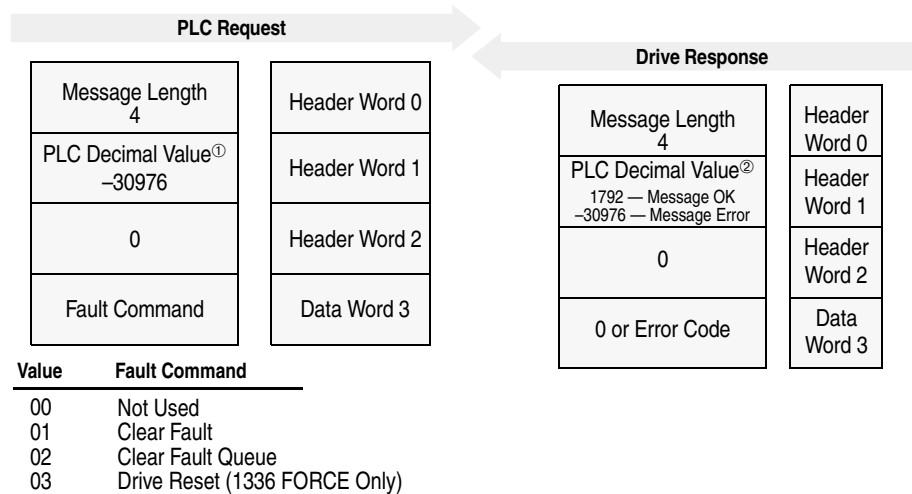 PLC Request
Drive Response
Message Length
4
Header Word 0
PLC Decimal Value①
–30976
Header Word 1
0
Header Word 2
Fault Command
Data Word 3
Message Length
4
Header
Word 0
PLC Decimal Value②
1792 — Message OK
–30976 — Message Error
Header
Word 1
0
Header
Word 2
0 or Error Code
Data
Word 3
Value Fault Command
00 Not Used
01 Clear Fault
02 Clear Fault Queue
03 Drive Reset (1336 FORCE Only)